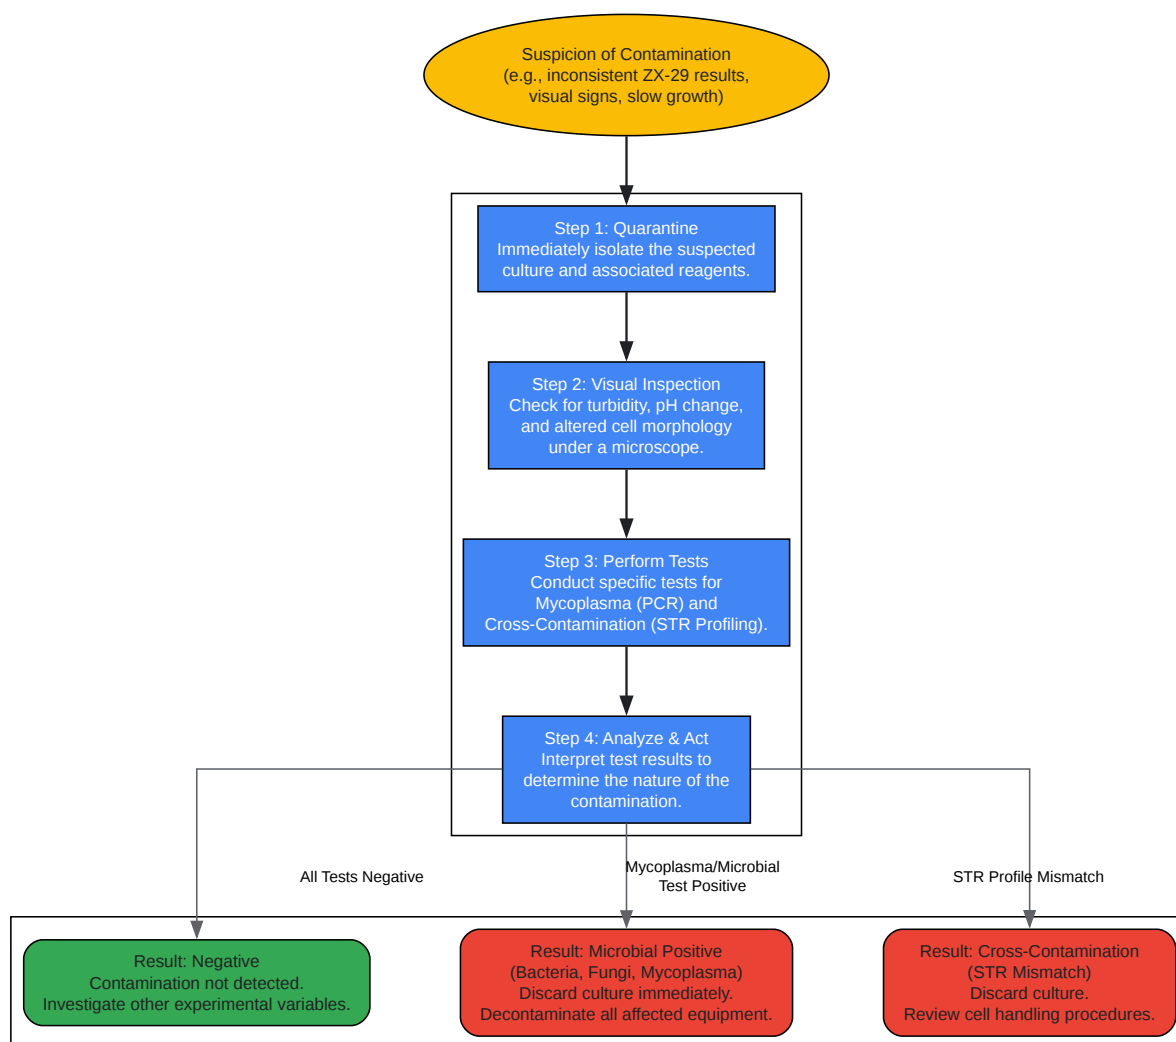 Suspicion of Contamination
(e.g., inconsistent ZX-29 results,
visual signs, slow growth)
Step 1: Quarantine
Immediately isolate the suspected
culture and associated reagents.
Step 2: Visual Inspection
Check for turbidity, pH change,
and altered cell morphology
under a microscope.
Step 3: Perform Tests
Conduct specific tests for
Mycoplasma (PCR) and
Cross-Contamination (STR Profiling).
Step 4: Analyze & Act
Interpret test results to
determine the nature of the
contamination.
All Tests Negative
Mycoplasma/Microbial
Test Positive
STR Profile Mismatch
Result: Negative
Contamination not detected.
Investigate other experimental variables.
Result: Microbial Positive
(Bacteria, Fungi, Mycoplasma)
Discard culture immediately.
Decontaminate all affected equipment.
Result: Cross-Contamination
(STR Mismatch)
Discard culture.
Review cell handling procedures.